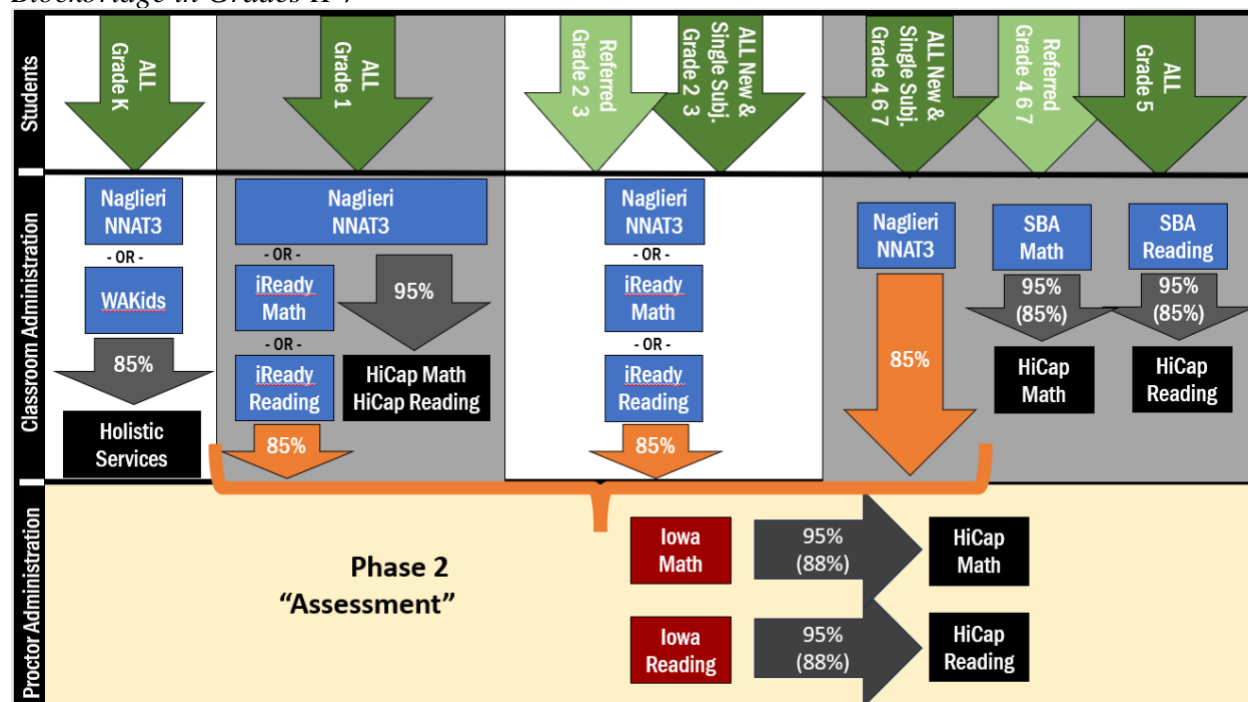 Students
ALL
Grade K
ALL
Grade 1
Referred
Grade 2 3
ALL New &
Single Subj.
Grade 2 3
ALL New &
Single Subj.
Grade 4 6 7
Referred
Grade 4 6 7
ALL
Grade 5
Classroom Administration
Naglieri
NNAT3
- OR -
WAKids
85%
Holistic
Services
Naglieri
NNAT3
- OR -
iReady
Math
- OR -
iReady
Reading
85%
95%
HiCap Math
HiCap Reading
Naglieri
NNAT3
- OR -
iReady
Math
- OR -
iReady
Reading
85%
Naglieri
NNAT3
85%
SBA
Math
95%
(85%)
HiCap
Math
SBA
Reading
95%
(85%)
HiCap
Reading
Proctor Administration
Phase 2
“Assessment”
Iowa
Math
95%
(88%)
HiCap
Math
Iowa
Reading
95%
(88%)
HiCap
Reading